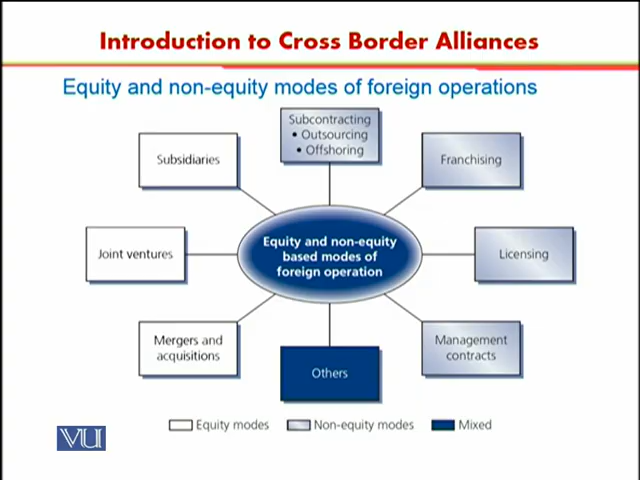 Introduction to Cross Border Alliances
Equity and non-equity modes of foreign operations
Subcontracting
• Outsourcing
• Offshoring
Subsidiaries
Franchising
Joint ventures
Equity and non-equity
based modes of
foreign operation
Licensing
Mergers and
acquisitions
Others
Management
contracts
Equity modes
Non-equity modes
Mixed
VU